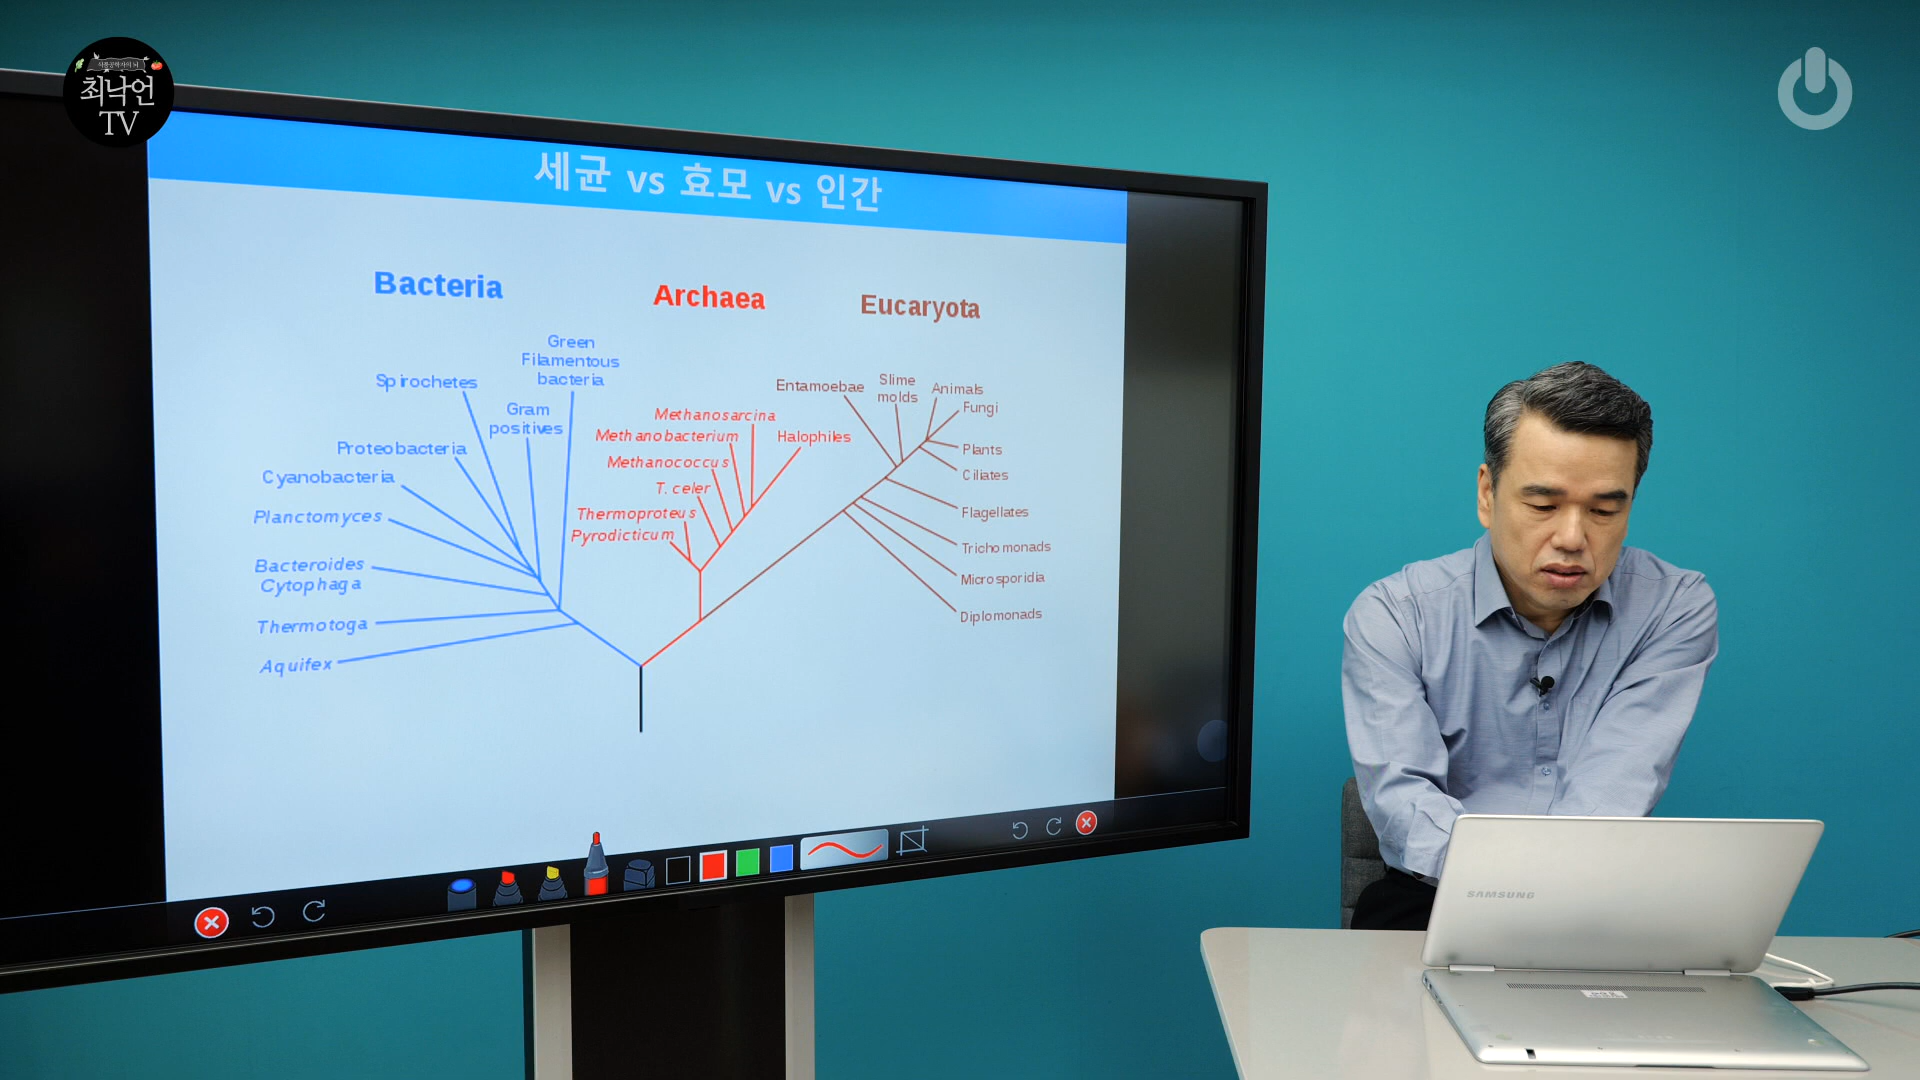 최낙언
TV
세균 vs 효모 vs 인간
Bacteria
Archaea
Eucaryota
Green
Filamentous
bacteria
Spirochetes
Gram
positives
Proteobacteria
Cyanobacteria
Planctomyces
Bacteroides
Cytophaga
Thermotoga
Aquifex
Methanosarcina
Methanobacterium
Halophiles
Methanococcus
T. celer
Thermoproteus
Pyrodicticum
Entamoebae
Slime
molds
Animals
Fungi
Plants
Ciliates
Flagellates
Trichomonads
Microsporidia
Diplomonads
SAMSUNG